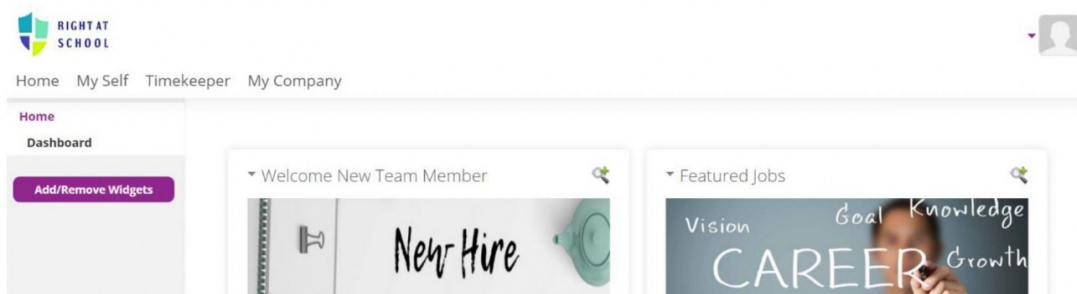 RIGHT AT
SCHOOL
Home My Self Timekeeper My Company
Home
Dashboard
Add/Remove Widgets
Welcome New Team Member
New Hire
Featured Jobs
Vision Goal Knowledge
CAREER Growth